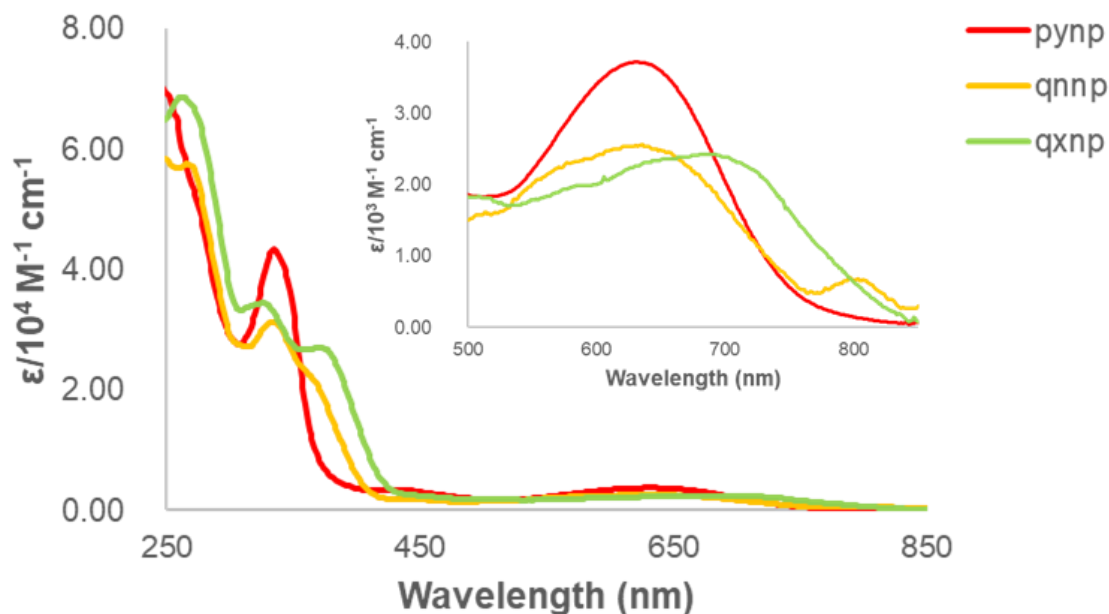 8.00
6.00
4.00
2.00
0.00
ε/10⁴ M⁻¹ cm⁻¹
250
450
650
850
Wavelength (nm)
4.00
3.00
2.00
1.00
0.00
ε/10³ M⁻¹ cm⁻¹
500
600
700
800
Wavelength (nm)
pynp
qnnp
qxnp